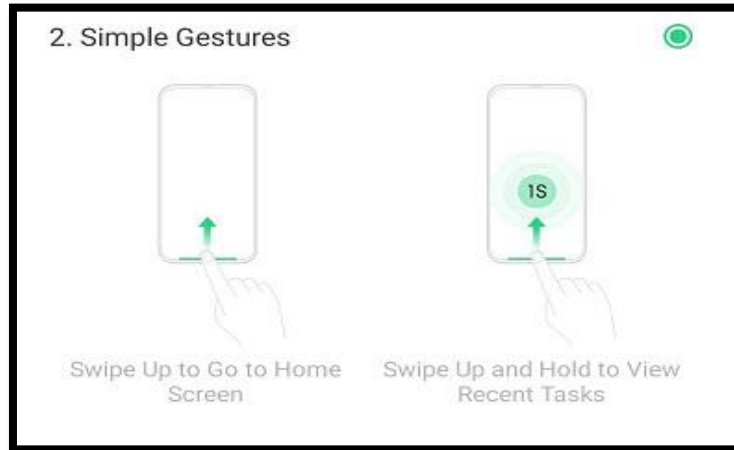 2. Simple Gestures
1S
Swipe Up to Go to Home
Screen
Swipe Up and Hold to View
Recent Tasks